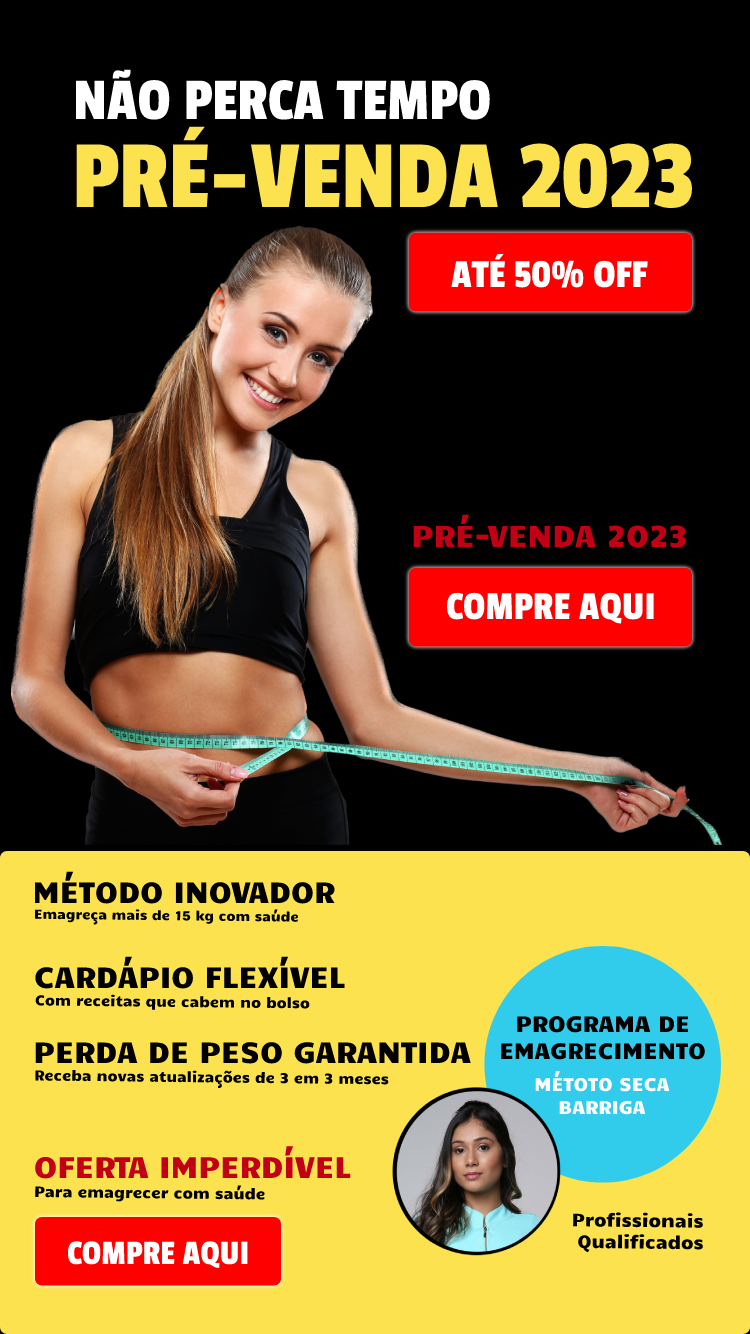 NÃO PERCA TEMPO
PRÉ-VENDA 2023
ATÉ 50% OFF
PRÉ-VENDA 2023
COMPRE AQUI
MÉTODO INOVADOR
Emagreça mais de 15 kg com saúde
CARDÁPIO FLEXÍVEL
Com receitas que cabem no bolso
PERDA DE PESO GARANTIDA
Receba novas atualizações de 3 em 3 meses
PROGRAMA DE
EMAGRECIMENTO
MÉTOTO SECA
BARRIGA
OFERTA IMPERDÍVEL
Para emagrecer com saúde
COMPRE AQUI
Profissionais
Qualificados